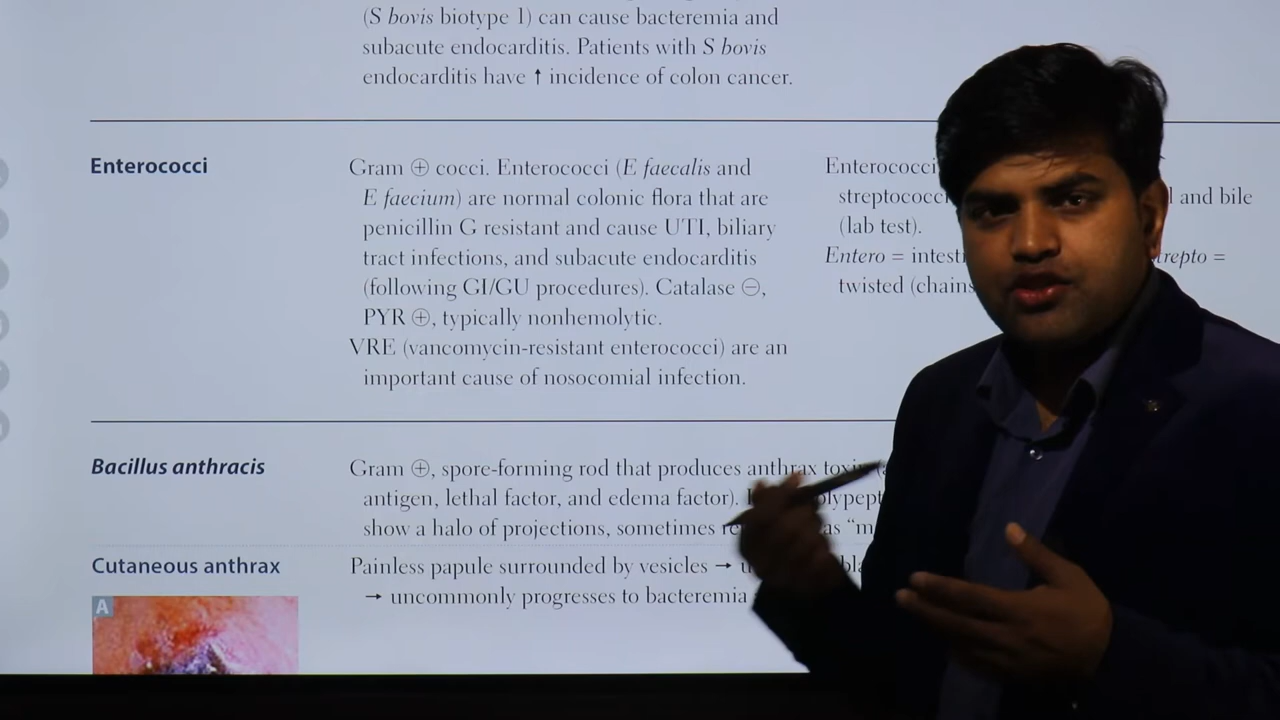 (S bovis biotype 1) can cause bacteremia and
subacute endocarditis. Patients with S bovis
endocarditis have ↑ incidence of colon cancer.
Enterococci
Gram ⊕ cocci. Enterococci (E faecalis and
E faecium) are normal colonic flora that are
penicillin G resistant and cause UTI, biliary
tract infections, and subacute endocarditis
(following GI/GU procedures). Catalase ⊖,
PYR ⊕, typically nonhemolytic.
VRE (vancomycin-resistant enterococci) are an
important cause of nosocomial infection.
Enterococci
and bile
(lab test).
Entero = =
twisted
Bacillus anthracis
Gram ⊕, spore-forming rod that produces anthrax
antigen, lethal factor, and edema factor).
show a halo of projections, sometimes as
Cutaneous anthrax
Painless papule surrounded by vesicles →
→ uncommonly progresses to bacteremia
A